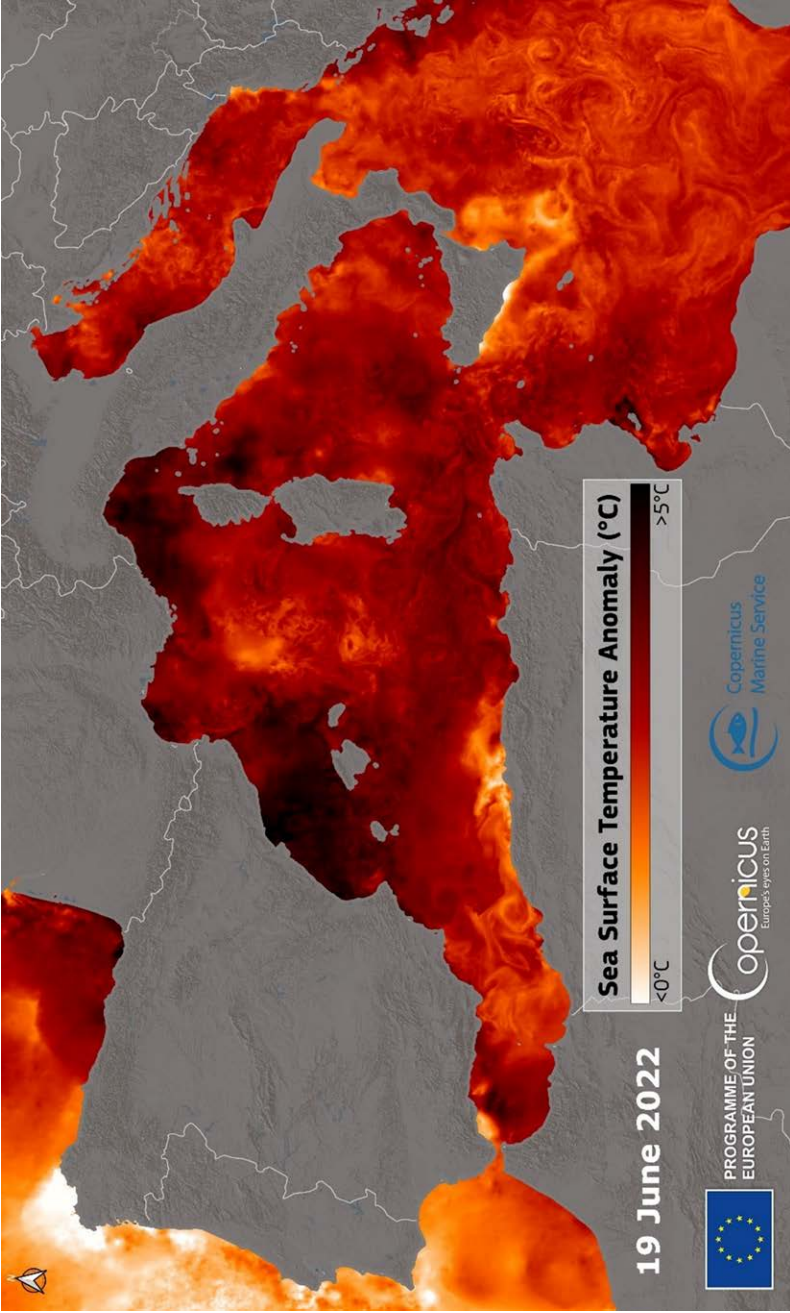 Sea Surface Temperature Anomaly (°C)
<0°C
>5°C
19 June 2022
PROGRAMME OF THE
EUROPEAN UNION
Copernicus
Europe's eyes on Earth
Copernicus
Marine Service